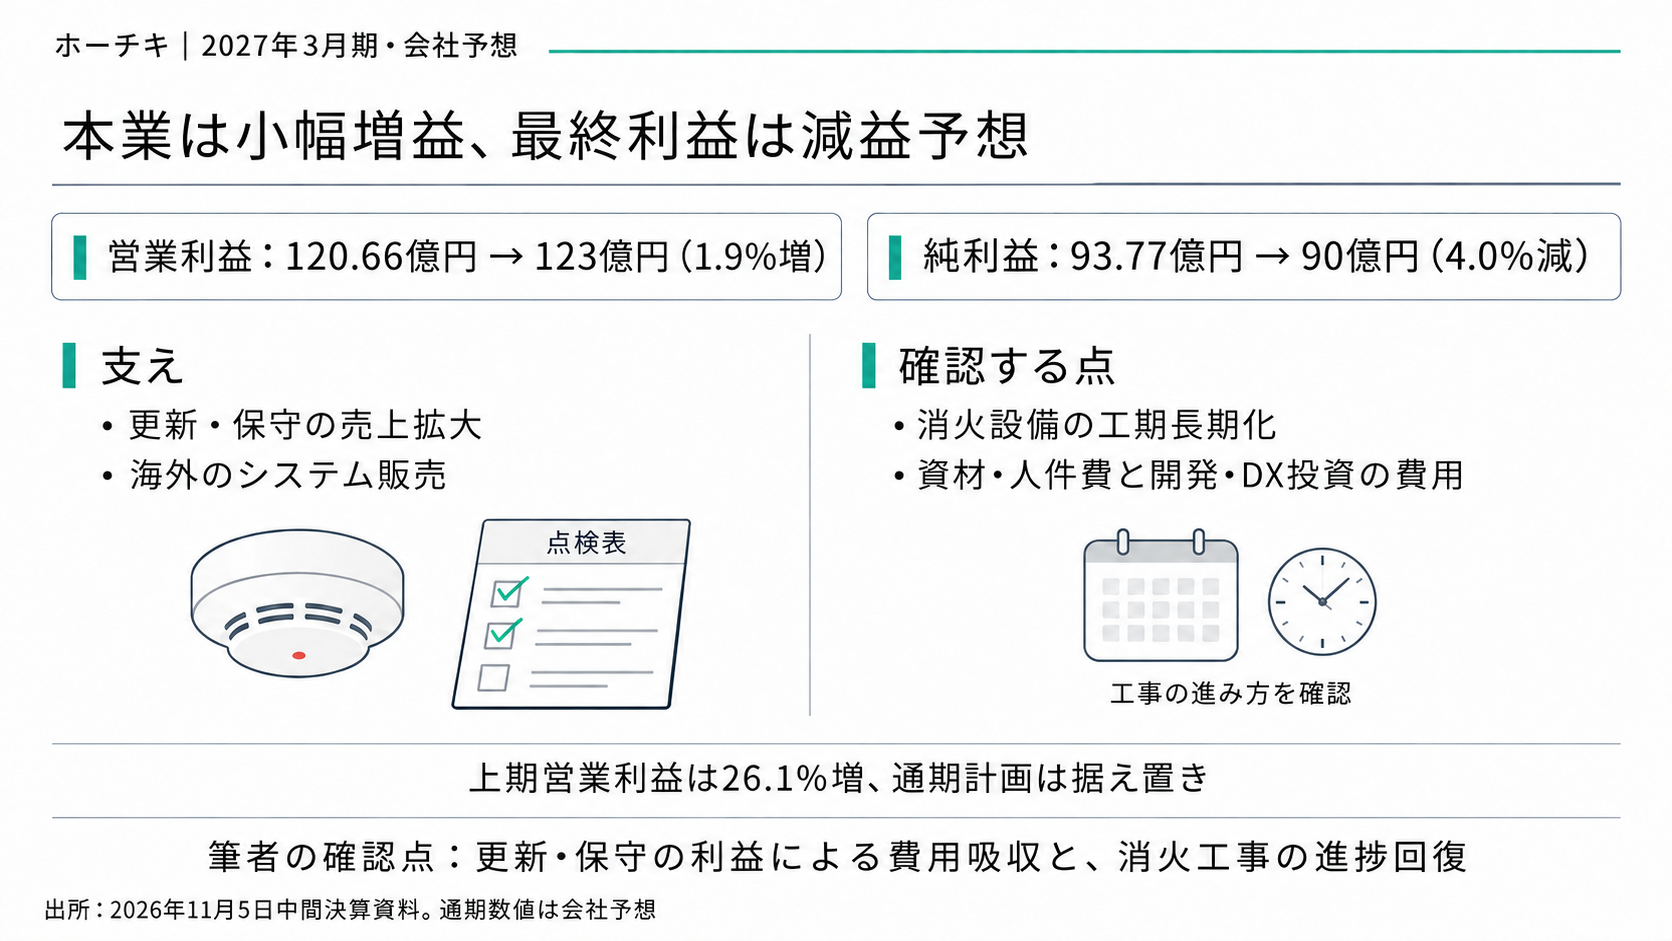 ホーチキ｜2027年3月期・会社予想
本業は小幅増益、最終利益は減益予想
営業利益：120.66億円 → 123億円（1.9%増）
純利益：93.77億円 → 90億円（4.0%減）
支え
• 更新・保守の売上拡大
• 海外のシステム販売
点検表
確認する点
• 消火設備の工期長期化
• 資材・人件費と開発・DX投資の費用
工事の進み方を確認
上期営業利益は26.1%増、通期計画は据え置き
筆者の確認点：更新・保守の利益による費用吸収と、消火工事の進捗回復
出所：2026年11月5日中間決算資料。通期数値は会社予想